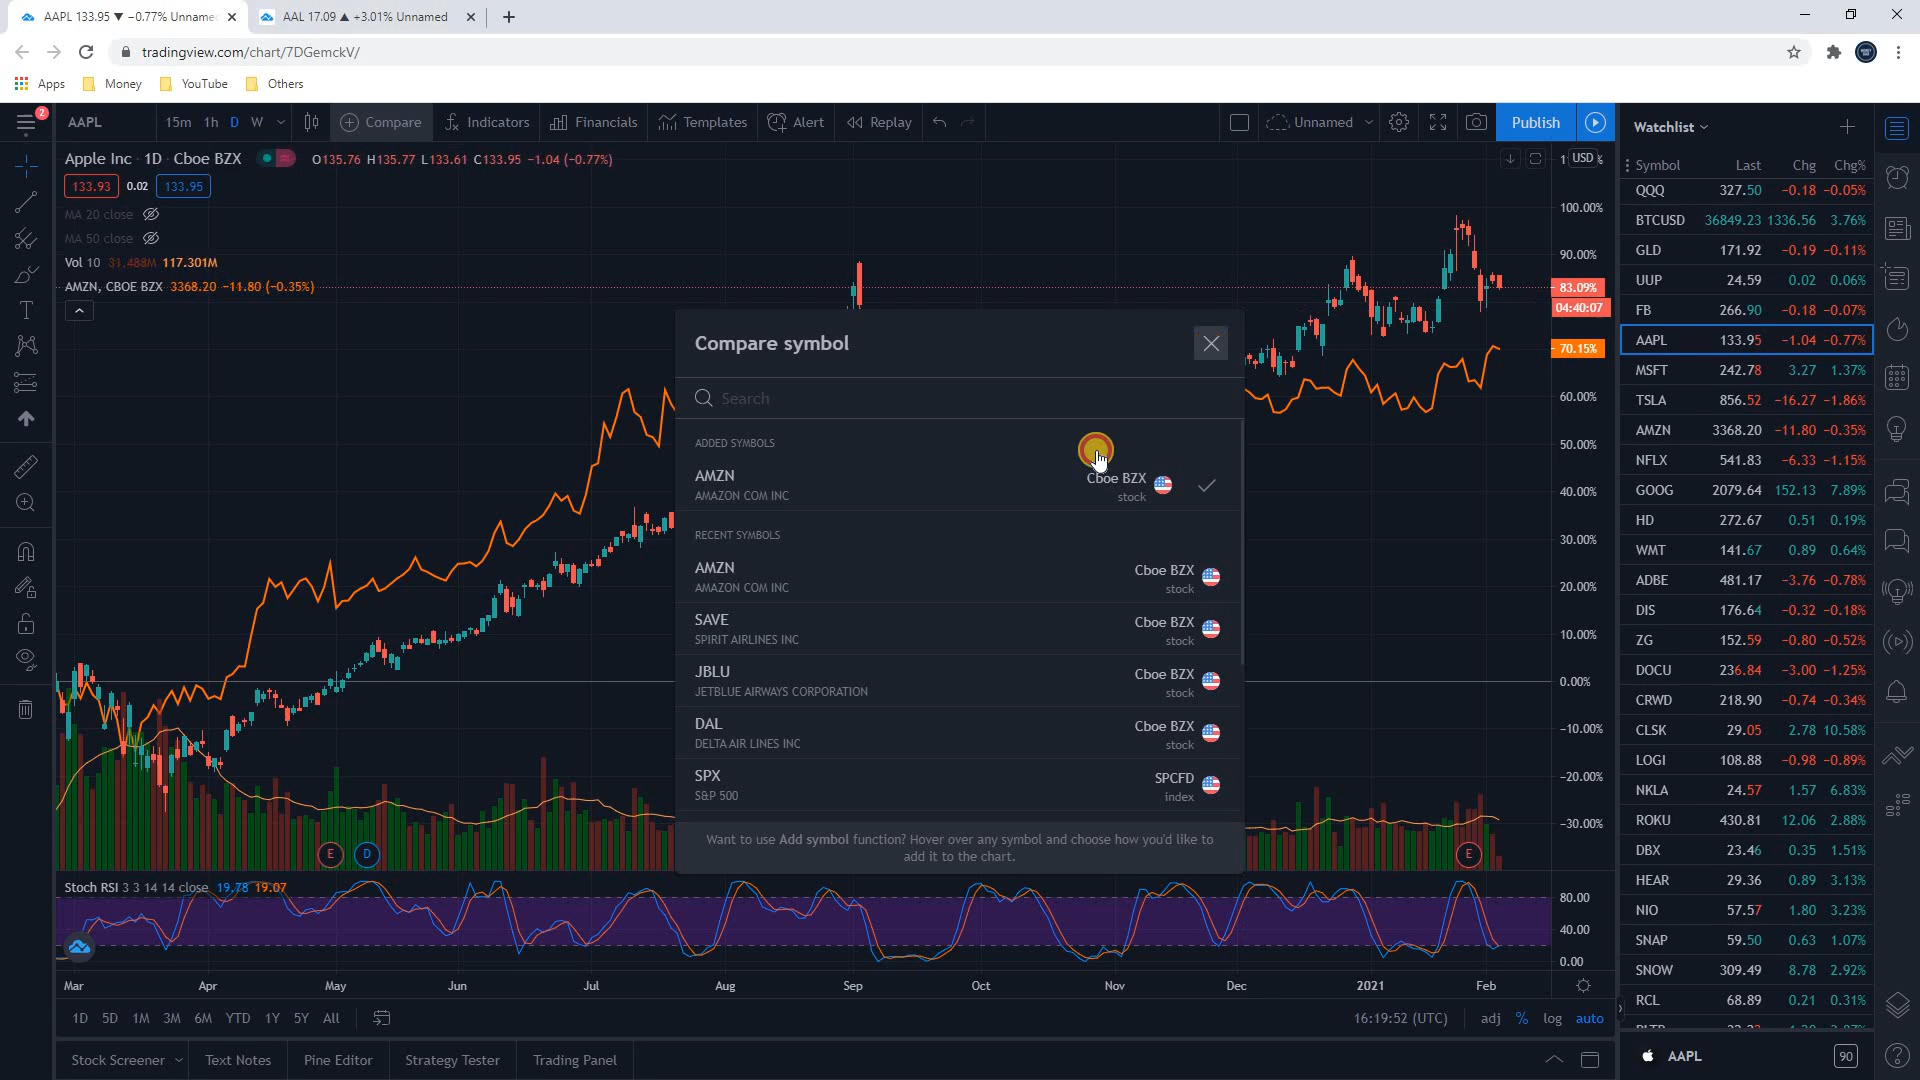 AAPL 133.95 ▼ −0.77% Unname
AAL 17.09 ▲ +3.01% Unnamed
tradingview.com/chart/7DGemckV/
Apps Money YouTube Others
2
AAPL 15m 1h D W Compare Indicators Financials Templates Alert Replay Unnamed Publish
Apple Inc · 1D · Cboe BZX O135.76 H135.77 L133.61 C133.95 −1.04 (−0.77%)
133.93 0.02 133.95
MA 20 close
MA 50 close
Vol 10 31.488M 117.301M
AMZN, CBOE BZX 3368.20 −11.80 (−0.35%)
USD
100.00%
90.00%
83.09%
04:40:07
70.15%
60.00%
50.00%
40.00%
30.00%
20.00%
10.00%
0.00%
−10.00%
−20.00%
−30.00%
Compare symbol
Search
ADDED SYMBOLS
AMZN Cboe BZX
AMAZON COM INC stock
RECENT SYMBOLS
AMZN Cboe BZX
AMAZON COM INC stock
SAVE Cboe BZX
SPIRIT AIRLINES INC stock
JBLU Cboe BZX
JETBLUE AIRWAYS CORPORATION stock
DAL Cboe BZX
DELTA AIR LINES INC stock
SPX SPCFD
S&P 500 index
Want to use Add symbol function? Hover over any symbol and choose how you'd like to
add it to the chart.
E D E
Stoch RSI 3 3 14 14 close 19.78 19.07
80.00
40.00
0.00
Mar Apr May Jun Jul Aug Sep Oct Nov Dec 2021 Feb
1D 5D 1M 3M 6M YTD 1Y 5Y All 16:19:52 (UTC) adj % log auto
Stock Screener Text Notes Pine Editor Strategy Tester Trading Panel
Watchlist
Symbol Last Chg Chg%
QQQ 327.50 −0.18 −0.05%
BTCUSD 36849.23 1336.56 3.76%
GLD 171.92 −0.19 −0.11%
UUP 24.59 0.02 0.06%
FB 266.90 −0.18 −0.07%
AAPL 133.95 −1.04 −0.77%
MSFT 242.78 3.27 1.37%
TSLA 856.52 −16.27 −1.86%
AMZN 3368.20 −11.80 −0.35%
NFLX 541.83 −6.33 −1.15%
GOOG 2079.64 152.13 7.89%
HD 272.67 0.51 0.19%
WMT 141.67 0.89 0.64%
ADBE 481.17 −3.76 −0.78%
DIS 176.64 −0.32 −0.18%
ZG 152.59 −0.80 −0.52%
DOCU 236.84 −3.00 −1.25%
CRWD 218.90 −0.74 −0.34%
CLSK 29.05 2.78 10.58%
LOGI 108.88 −0.98 −0.89%
NKLA 24.57 1.57 6.83%
ROKU 430.81 12.06 2.88%
DBX 23.46 0.35 1.51%
HEAR 29.36 0.89 3.13%
NIO 57.57 1.80 3.23%
SNAP 59.50 0.63 1.07%
SNOW 309.49 8.78 2.92%
RCL 68.89 0.21 0.31%
AAPL 90